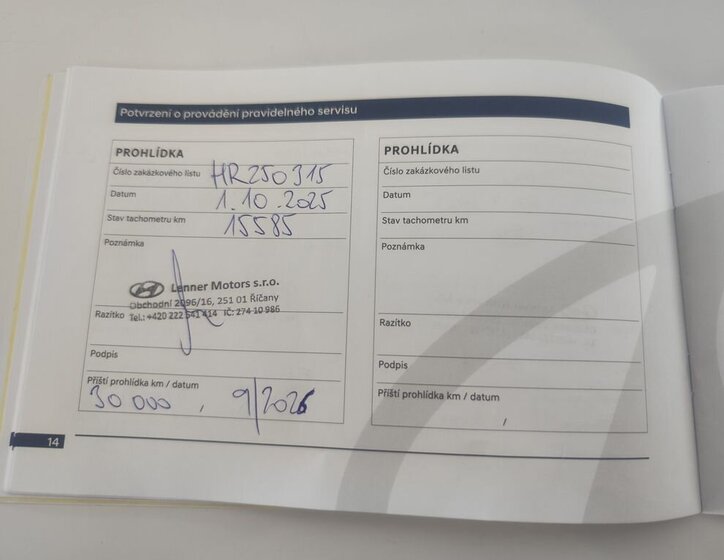 Potvrzení o provádění pravidelného servisu
PROHLÍDKA
Číslo zakázkového listu HR250315
Datum 1.10.2025
Stav tachometru km 15585
Poznámka
Lenner Motors s.r.o.
Obchodní 2096/16, 251 01 Říčany
Razítko Tel.: +420 222 541 414 IČ: 274 10 986
Podpis
Příští prohlídka km / datum
30 000 , 9/2026
PROHLÍDKA
Číslo zakázkového listu
Datum
Stav tachometru km
Poznámka
Razítko
Podpis
Příští prohlídka km / datum
/
14